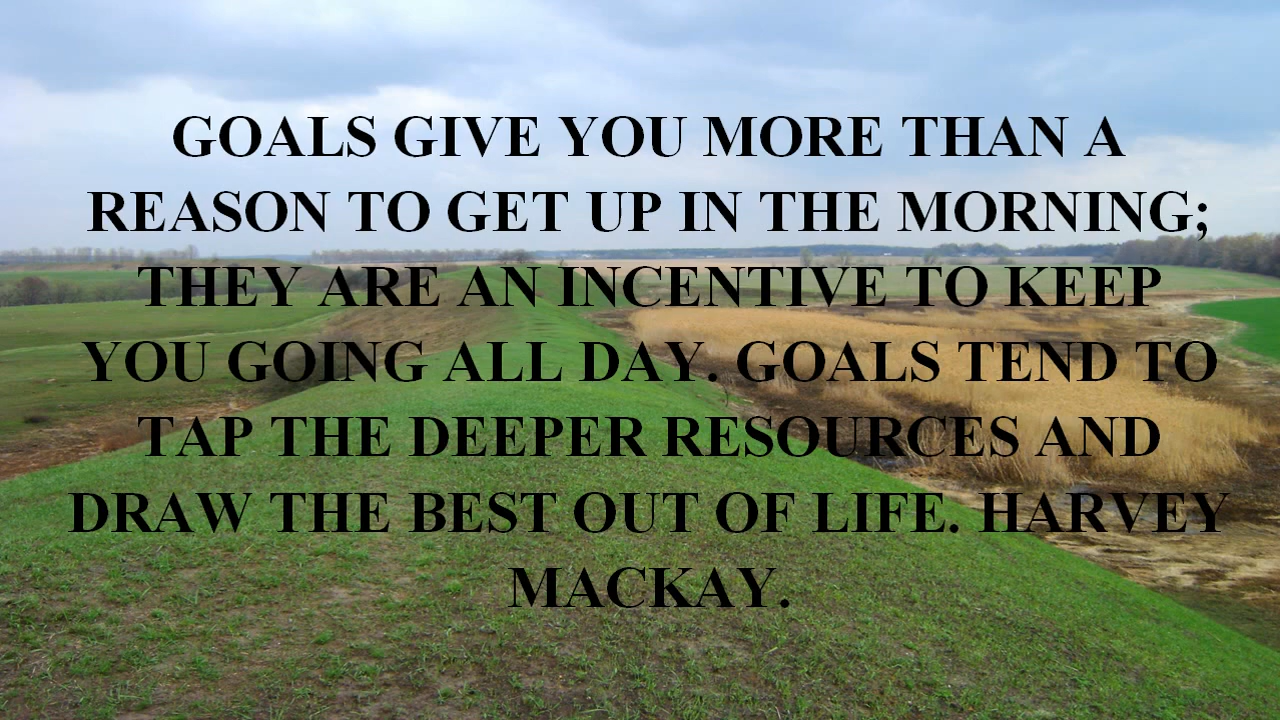 GOALS GIVE YOU MORE THAN A
REASON TO GET UP IN THE MORNING;
THEY ARE AN INCENTIVE TO KEEP
YOU GOING ALL DAY. GOALS TEND TO
TAP THE DEEPER RESOURCES AND
DRAW THE BEST OUT OF LIFE. HARVEY
MACKAY.